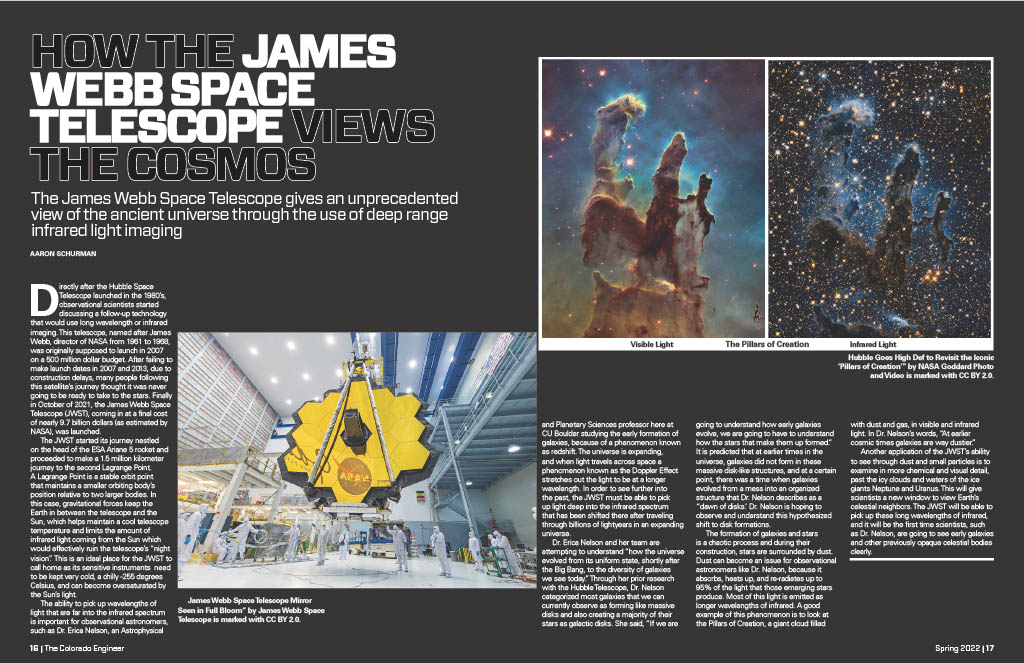 HOW THE JAMES
WEBB SPACE
TELESCOPE VIEWS
THE COSMOS
The James Webb Space Telescope gives an unprecedented
view of the ancient universe through the use of deep range
infrared light imaging
AARON SCHURMAN
Directly after the Hubble Space
Telescope launched in the 1980's,
observational scientists started
discussing a follow-up technology
that would use long wavelength or infrared
imaging. This telescope, named after James
Webb, director of NASA from 1961 to 1968,
was originally supposed to launch in 2007
on a 500 million dollar budget. After failing to
make launch dates in 2007 and 2013, due to
construction delays, many people following
this satellite's journey thought it was never
going to be ready to take to the stars. Finally
in October of 2021, the James Webb Space
Telescope (JWST), coming in at a final cost
of nearly 9.7 billion dollars (as estimated by
NASA), was launched.
The JWST started its journey nestled
on the head of the ESA Ariane 5 rocket and
proceeded to make a 1.5 million kilometer
journey to the second Lagrange Point.
A Lagrange Point is a stable orbit point
that maintains a smaller orbiting body's
position relative to two larger bodies. In
this case, gravitational forces keep the
Earth in between the telescope and the
Sun, which helps maintain a cool telescope
temperature and limits the amount of
infrared light coming from the Sun which
would effectively ruin the telescope's "night
vision." This is an ideal place for the JWST to
call home as its sensitive instruments need
to be kept very cold, a chilly -255 degrees
Celsius, and can become oversaturated by
the Sun's light.
The ability to pick up wavelengths of
light that are far into the infrared spectrum
is important for observational astronomers,
such as Dr. Erica Nelson, an Astrophysical
James Webb Space Telescope Mirror
Seen in Full Bloom" by James Webb Space
Telescope is marked with CC BY 2.0.
Visible Light
The Pillars of Creation
Infrared Light
Hubble Goes High Def to Revisit the Iconic
'Pillars of Creation'" by NASA Goddard Photo
and Video is marked with CC BY 2.0.
and Planetary Sciences professor here at
CU Boulder studying the early formation of
galaxies, because of a phenomenon known
as redshift. The universe is expanding,
and when light travels across space a
phenomenon known as the Doppler Effect
stretches out the light to be at a longer
wavelength. In order to see further into
the past, the JWST must be able to pick
up light deep into the infrared spectrum
that has been shifted there after traveling
through billions of lightyears in an expanding
universe.
Dr. Erica Nelson and her team are
attempting to understand "how the universe
evolved from its uniform state, shortly after
the Big Bang, to the diversity of galaxies
we see today." Through her prior research
with the Hubble Telescope, Dr. Nelson
categorized most galaxies that we can
currently observe as forming like massive
disks and also creating a majority of their
stars as galactic disks. She said, "If we are
going to understand how early galaxies
evolve, we are going to have to understand
how the stars that make them up formed."
It is predicted that at earlier times in the
universe, galaxies did not form in these
massive disk-like structures, and at a certain
point, there was a time when galaxies
evolved from a mess into an organized
structure that Dr. Nelson describes as a
"dawn of disks." Dr. Nelson is hoping to
observe and understand this hypothesized
shift to disk formations.
The formation of galaxies and stars
is a chaotic process and during their
construction, stars are surrounded by dust.
Dust can become an issue for observational
astronomers like Dr. Nelson, because it
absorbs, heats up, and re-radiates up to
95% of the light that those emerging stars
produce. Most of this light is emitted as
longer wavelengths of infrared. A good
example of this phenomenon is to look at
the Pillars of Creation, a giant cloud filled
with dust and gas, in visible and infrared
light. In Dr. Nelson's words, "At earlier
cosmic times galaxies are way dustier."
Another application of the JWST's ability
to see through dust and small particles is to
examine in more chemical and visual detail,
past the icy clouds and waters of the ice
giants Neptune and Uranus. This will give
scientists a new window to view Earth's
celestial neighbors. The JWST will be able to
pick up these long wavelengths of infrared,
and it will be the first time scientists, such
as Dr. Nelson, are going to see early galaxies
and other previously opaque celestial bodies
clearly.
16 | The Colorado Engineer
Spring 2022 | 17